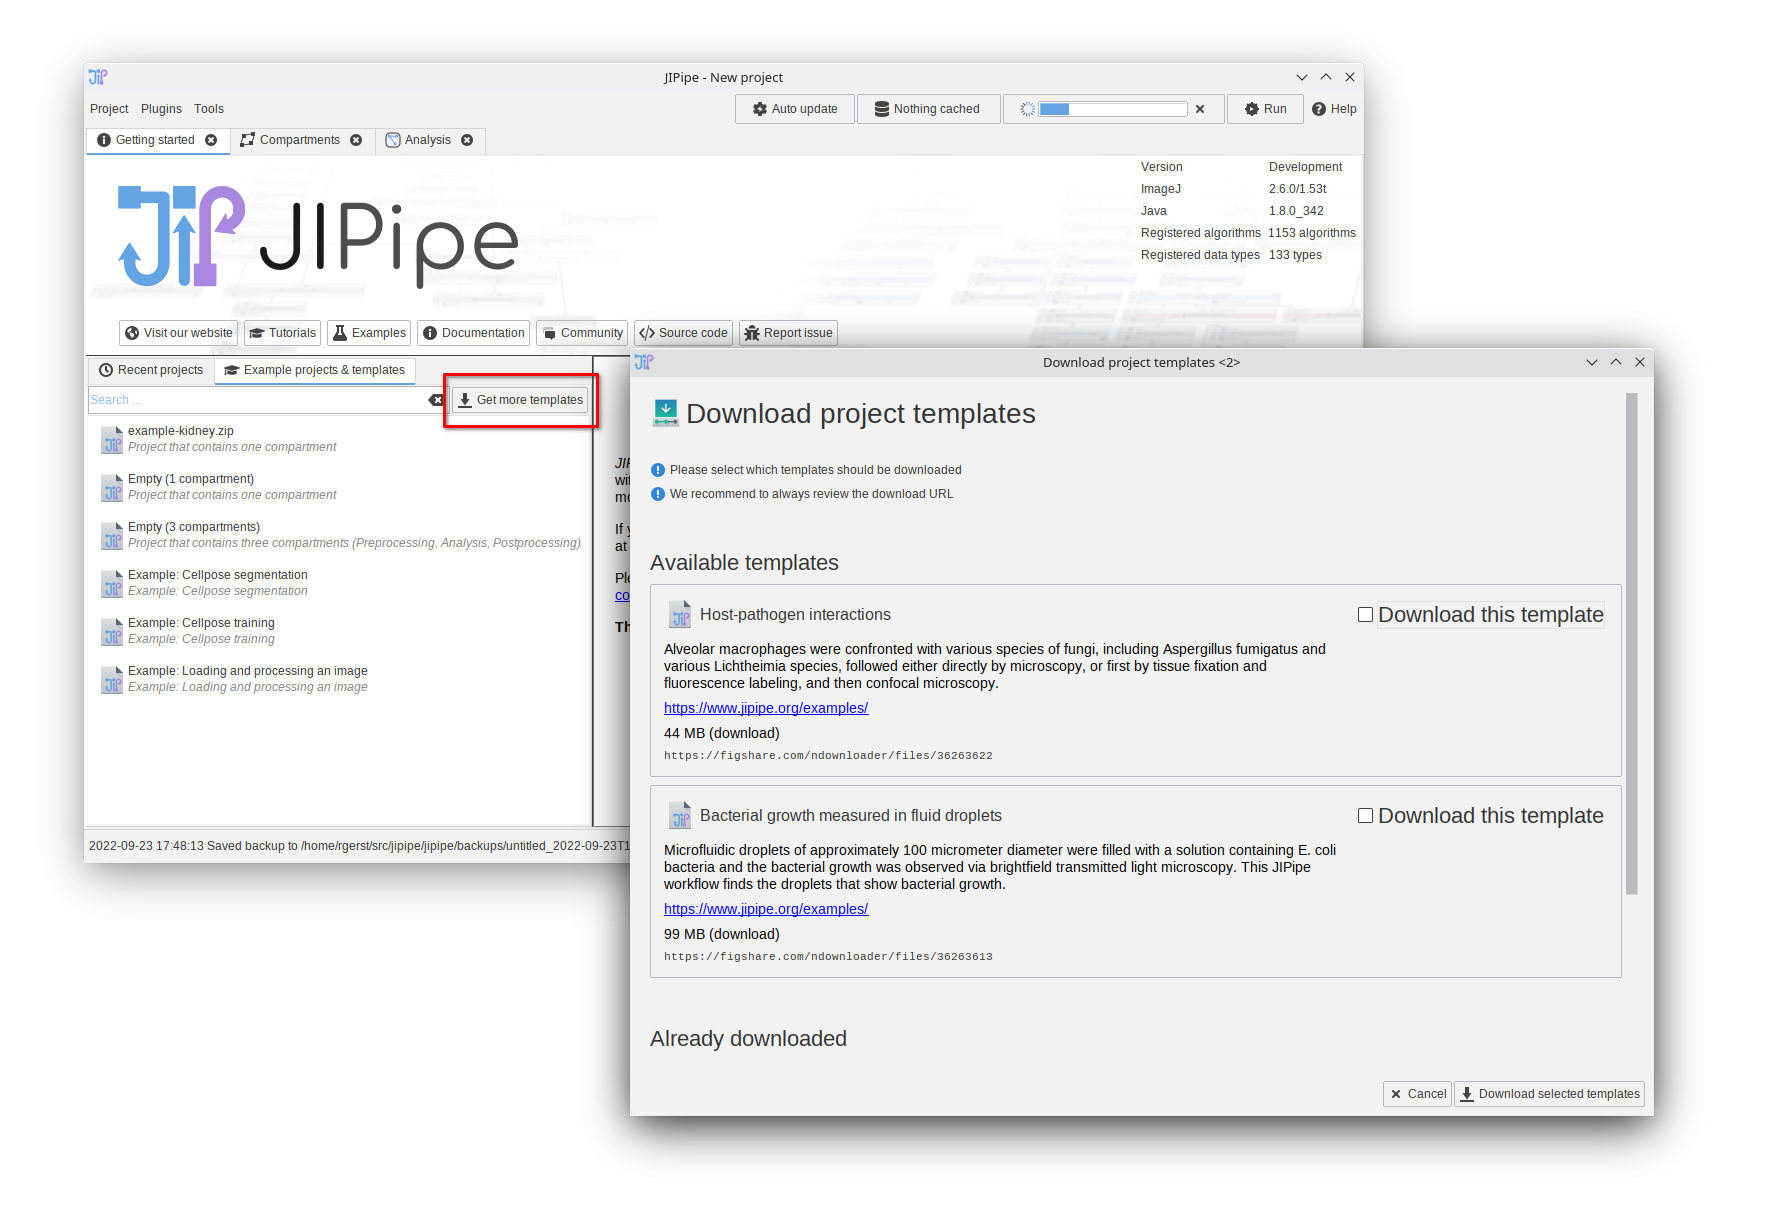 JIPipe - New project
Project Plugins Tools
Auto update
Nothing cached
Run
Help
Getting started
Compartments
Analysis
JIPipe
Version Development
ImageJ 2.6.0/1.53t
Java 1.8.0_342
Registered algorithms 1153 algorithms
Registered data types 133 types
Visit our website
Tutorials
Examples
Documentation
Community
Source code
Report issue
Recent projects
Example projects & templates
Search ...
Get more templates
example-kidney.zip
Project that contains one compartment
Empty (1 compartment)
Project that contains one compartment
Empty (3 compartments)
Project that contains three compartments (Preprocessing, Analysis, Postprocessing)
Example: Cellpose segmentation
Example: Cellpose segmentation
Example: Cellpose training
Example: Cellpose training
Example: Loading and processing an image
Example: Loading and processing an image
If
at
2022-09-23 17:48:13 Saved backup to /home/rgerst/src/jipipe/jipipe/backups/untitled_2022-09-23T1
Download project templates <2>
Download project templates
Please select which templates should be downloaded
We recommend to always review the download URL
Available templates
Host-pathogen interactions
Download this template
Alveolar macrophages were confronted with various species of fungi, including Aspergillus fumigatus and
various Lichtheimia species, followed either directly by microscopy, or first by tissue fixation and
fluorescence labeling, and then confocal microscopy.
https://www.jipipe.org/examples/
44 MB (download)
https://figshare.com/ndownloader/files/36263622
Bacterial growth measured in fluid droplets
Download this template
Microfluidic droplets of approximately 100 micrometer diameter were filled with a solution containing E. coli
bacteria and the bacterial growth was observed via brightfield transmitted light microscopy. This JIPipe
workflow finds the droplets that show bacterial growth.
https://www.jipipe.org/examples/
99 MB (download)
https://figshare.com/ndownloader/files/36263613
Already downloaded
Cancel
Download selected templates